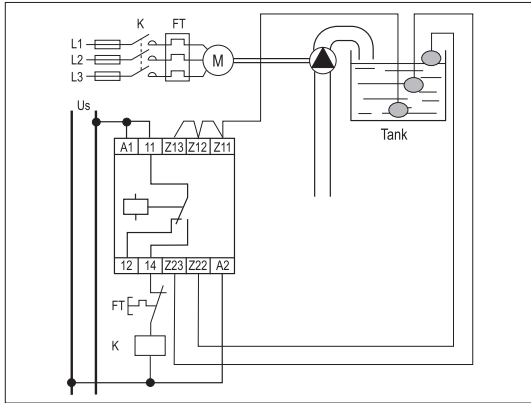 K FT
L1
L2
L3
M
Us
Tank
A1 11 Z13 Z12 Z11
12 14 Z23 Z22 A2
FT
K